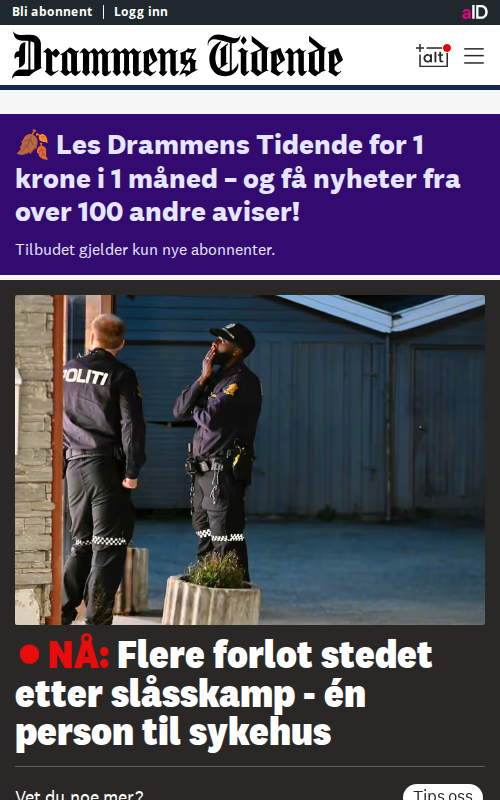 Bli abonnent | Logg inn
aID
Drammens Tidende
+alt
Les Drammens Tidende for 1
krone i 1 måned – og få nyheter fra
over 100 andre aviser!
Tilbudet gjelder kun nye abonnenter.
POLITI
NÅ: Flere forlot stedet
etter slåsskamp - én
person til sykehus
Vet du noe mer?
Tips oss